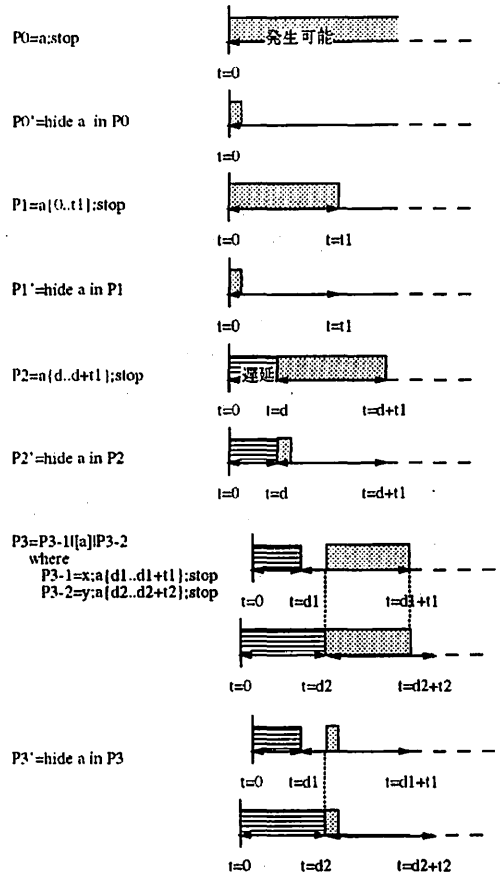 P0=a;stop
発生可能
t=0
P0'=hide a in P0
t=0
P1=a{0..t1};stop
t=0 t=t1
P1'=hide a in P1
t=0 t=t1
P2=a{d..d+t1};stop
遅延
t=0 t=d t=d+t1
P2'=hide a in P2
t=0 t=d t=d+t1
P3=P3-1|[a]|P3-2
where
P3-1=x;a{d1..d1+t1};stop
P3-2=y;a{d2..d2+t2};stop
t=0 t=d1 t=d1+t1
t=0 t=d2 t=d2+t2
P3'=hide a in P3
t=0 t=d1 t=d1+t1
t=0 t=d2 t=d2+t2